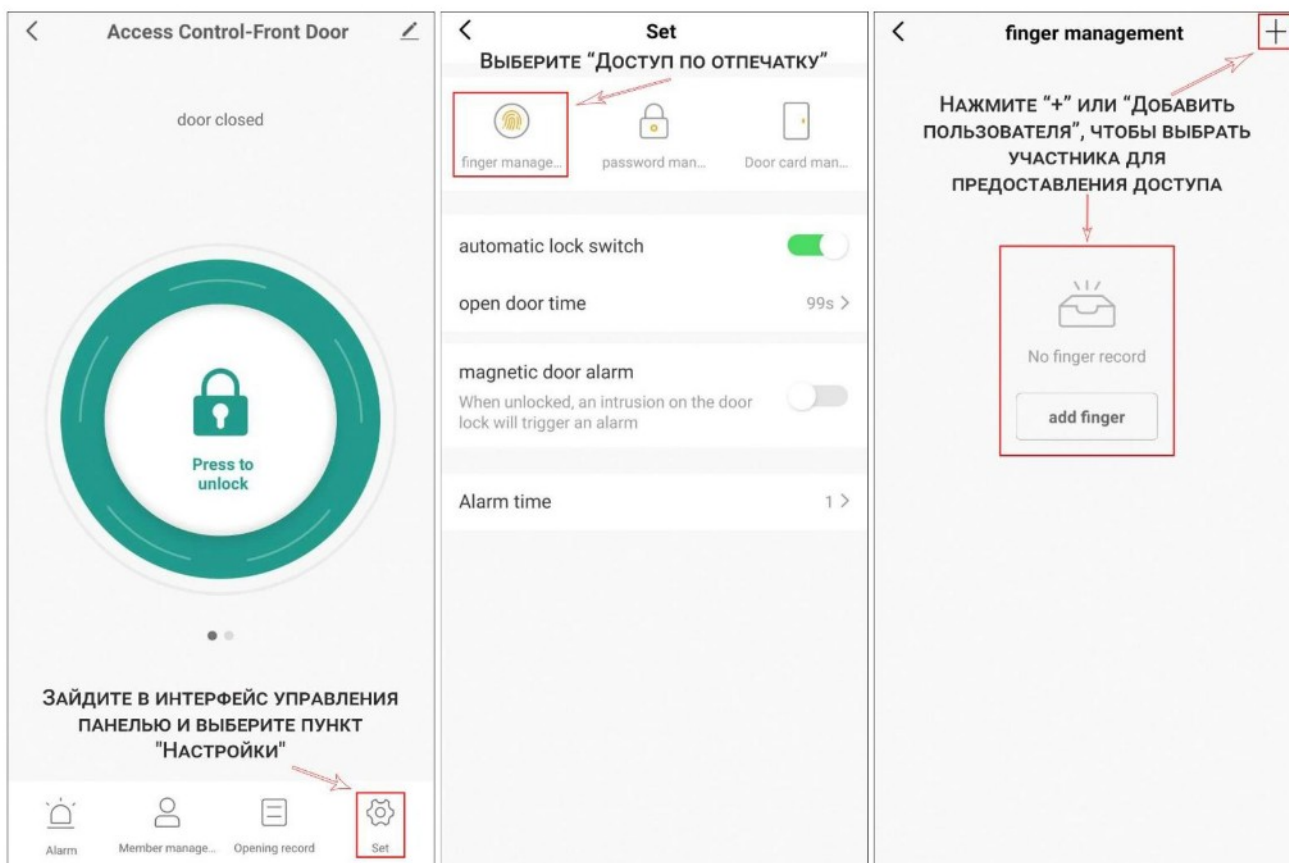 Access Control-Front Door
door closed
Press to
unlock
ЗАЙДИТЕ В ИНТЕРФЕЙС УПРАВЛЕНИЯ
ПАНЕЛЬЮ И ВЫБЕРИТЕ ПУНКТ
"НАСТРОЙКИ"
Alarm
Member manage...
Opening record
Set
Set
ВЫБЕРИТЕ “ДОСТУП ПО ОТПЕЧАТКУ”
finger manage...
password man...
Door card man...
automatic lock switch
open door time 99s >
magnetic door alarm
When unlocked, an intrusion on the door
lock will trigger an alarm
Alarm time 1 >
finger management
НАЖМИТЕ “+” ИЛИ “ДОБАВИТЬ
ПОЛЬЗОВАТЕЛЯ”, ЧТОБЫ ВЫБРАТЬ
УЧАСТНИКА ДЛЯ
ПРЕДОСТАВЛЕНИЯ ДОСТУПА
No finger record
add finger